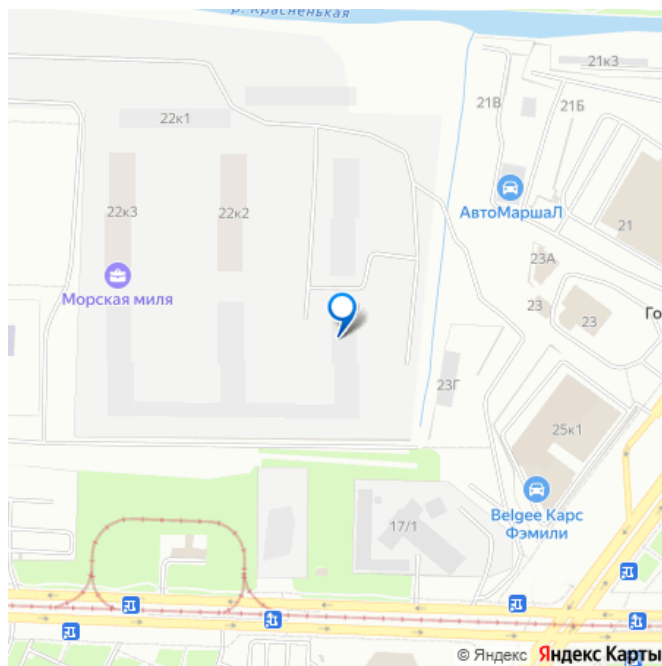 р. Красненькая
21к3
22к1
21В
21Б
22к3
22к2
АвтоМаршаЛ
21
23А
Морская миля
23
23
Го
23Г
25к1
Belgee Карс
Фэмили
17/1
© Яндекс Яндекс Карты